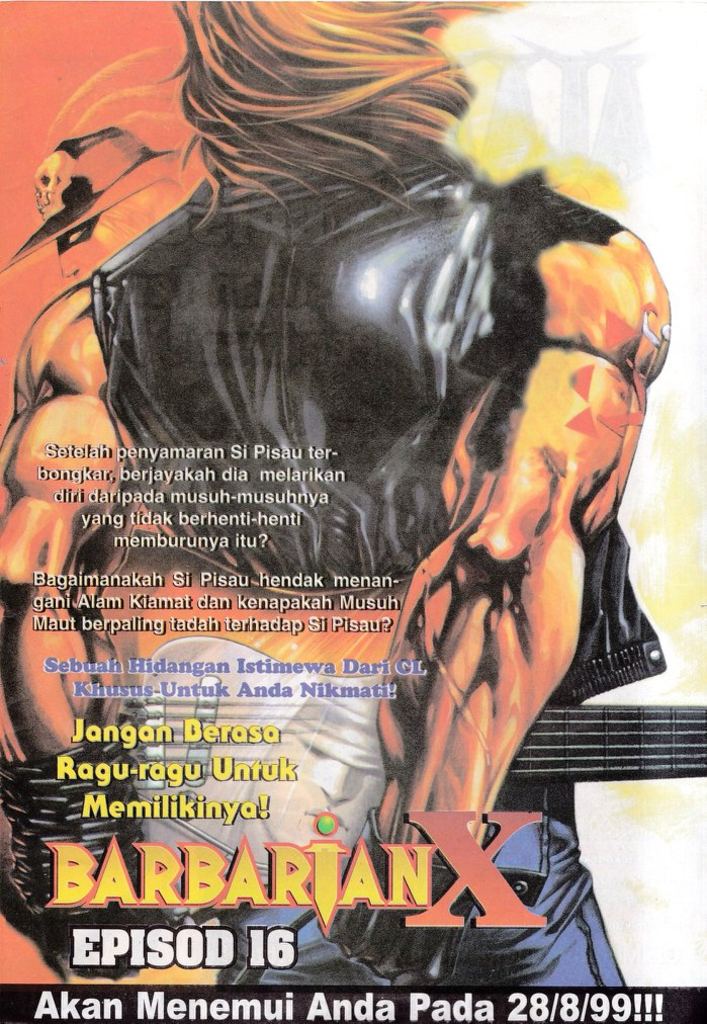 Setelah penyamaran Si Pisau ter-
bongkar, berjayakah dia melarikan
diri daripada musuh-musuhnya
yang tidak berhenti-henti
memburunya itu?
Bagaimanakah Si Pisau hendak menan-
gani Alam Kiamat dan kenapakah Musuh
Maut berpaling tadah terhadap Si Pisau?
Sebuah Hidangan Istimewa Dari GL
Khusus Untuk Anda Nikmati!
Jangan Berasa
Ragu-ragu Untuk
Memilikinya!
BARBARIAN X
EPISOD 16
Akan Menemui Anda Pada 28/8/99!!!